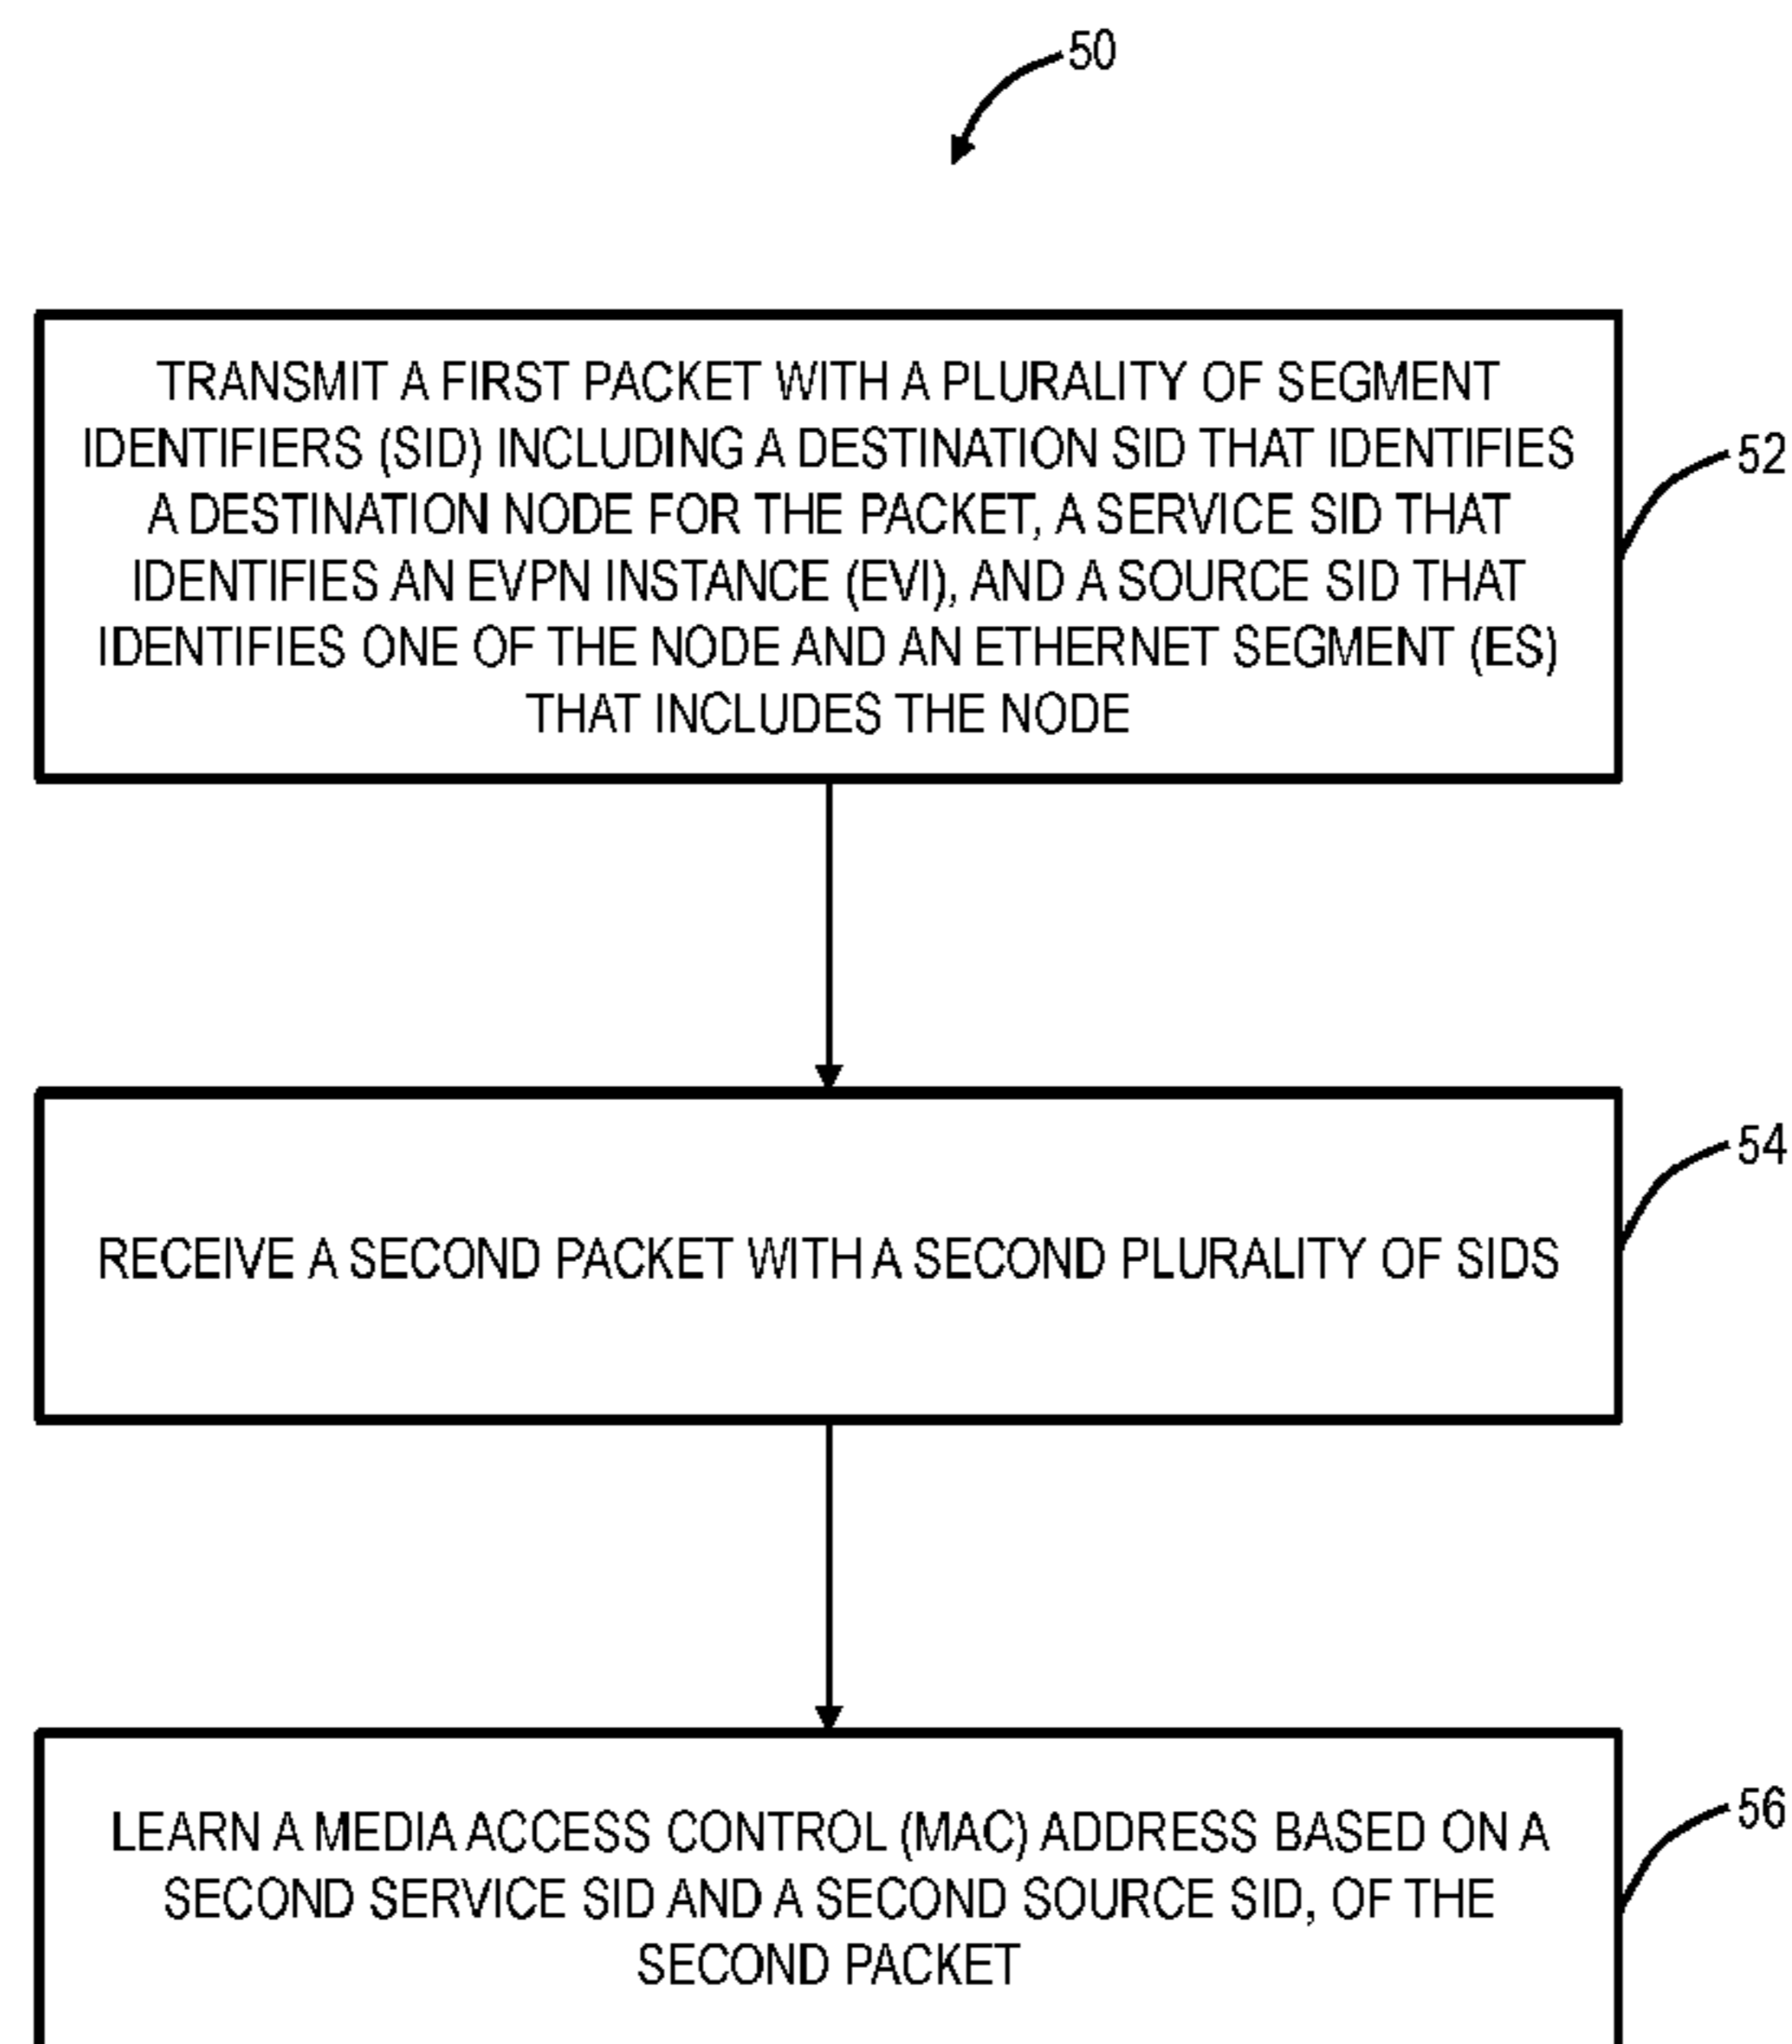 50
TRANSMIT A FIRST PACKET WITH A PLURALITY OF SEGMENT
IDENTIFIERS (SID) INCLUDING A DESTINATION SID THAT IDENTIFIES
A DESTINATION NODE FOR THE PACKET, A SERVICE SID THAT
IDENTIFIES AN EVPN INSTANCE (EVI), AND A SOURCE SID THAT
IDENTIFIES ONE OF THE NODE AND AN ETHERNET SEGMENT (ES)
THAT INCLUDES THE NODE
52
RECEIVE A SECOND PACKET WITH A SECOND PLURALITY OF SIDS
54
LEARN A MEDIA ACCESS CONTROL (MAC) ADDRESS BASED ON A
SECOND SERVICE SID AND A SECOND SOURCE SID, OF THE
SECOND PACKET
56